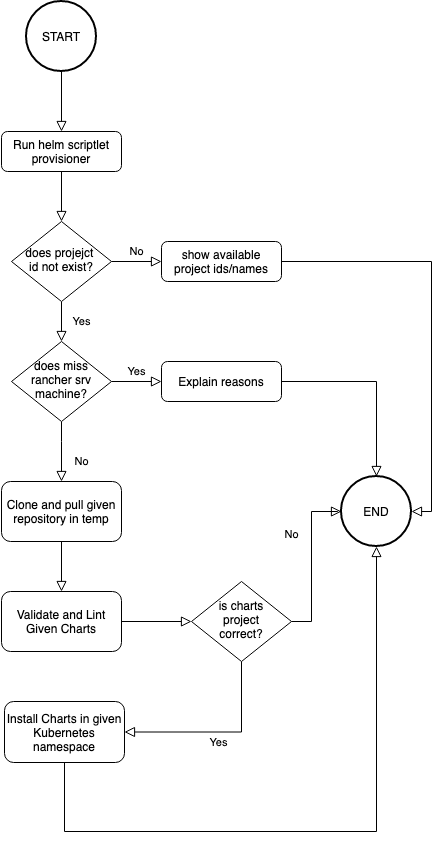 START
Run helm scriptlet
provisioner
does projejct
id not exist?
No
show available
project ids/names
Yes
does miss
rancher srv
machine?
Yes
Explain reasons
No
Clone and pull given
repository in temp
END
No
Validate and Lint
Given Charts
is charts
project
correct?
Install Charts in given
Kubernetes
namespace
Yes